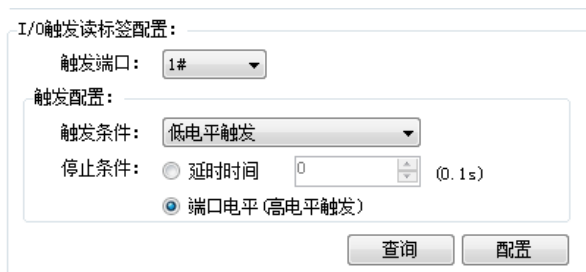 I/O触发读标签配置：
触发端口： 1#
触发配置：
触发条件： 低电平触发
停止条件： 延时时间 0 (0.1s)
端口电平(高电平触发)
查询 配置